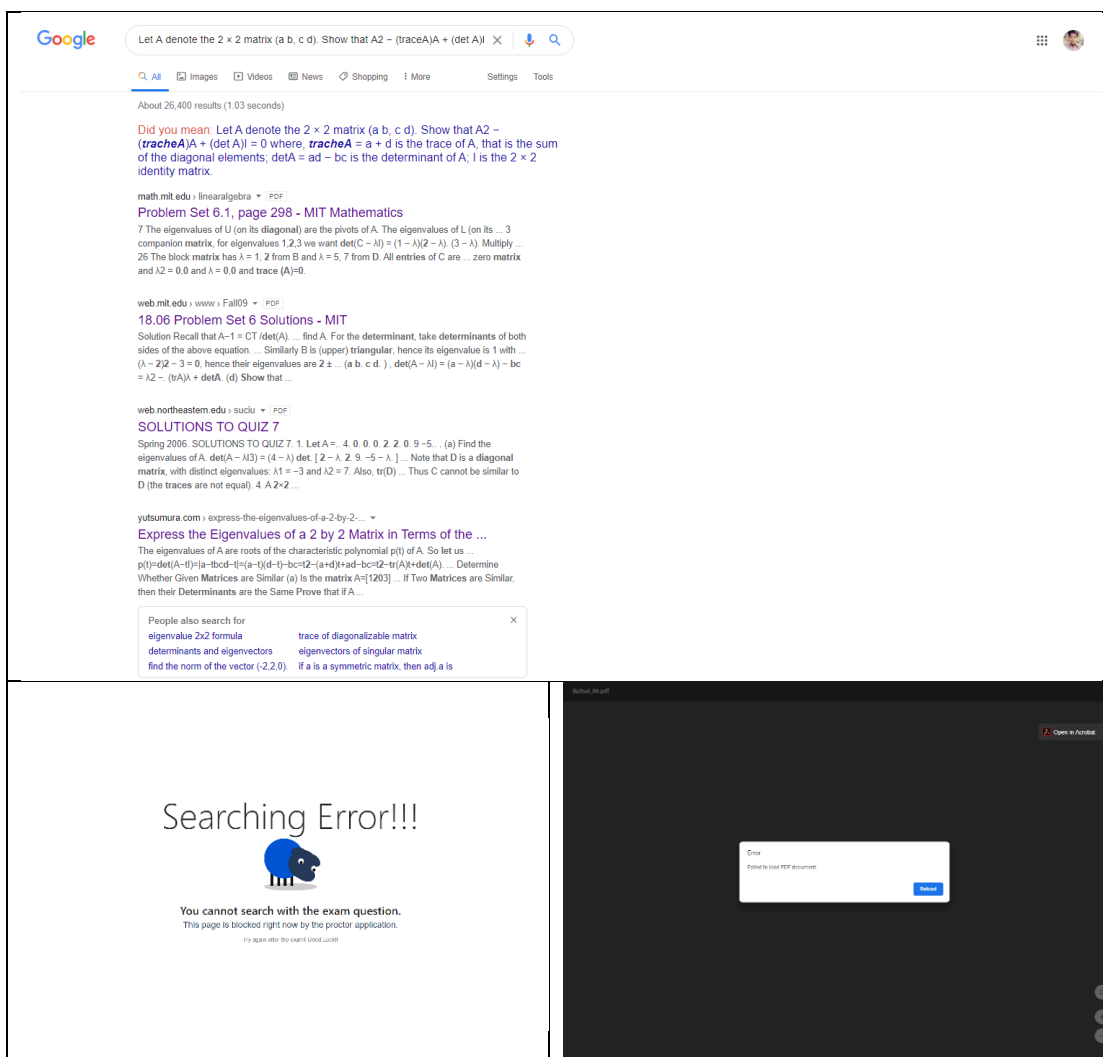 Google
Let A denote the 2 × 2 matrix (a b, c d). Show that A2 − (traceA)A + (det A)I
All Images Videos News Shopping More Settings Tools
About 26,400 results (1.03 seconds)
Did you mean: Let A denote the 2 × 2 matrix (a b, c d). Show that A2 −
(tracheA)A + (det A)I = 0 where, tracheA = a + d is the trace of A, that is the sum
of the diagonal elements; detA = ad − bc is the determinant of A; I is the 2 × 2
identity matrix.
math.mit.edu › linearalgebra PDF
Problem Set 6.1, page 298 - MIT Mathematics
7 The eigenvalues of U (on its diagonal) are the pivots of A. The eigenvalues of L (on its ... 3
companion matrix, for eigenvalues 1,2,3 we want det(C − λI) = (1 − λ)(2 − λ). (3 − λ). Multiply ...
26 The block matrix has λ = 1, 2 from B and λ = 5, 7 from D. All entries of C are ... zero matrix
and λ2 = 0,0 and λ = 0,0 and trace (A)=0.
web.mit.edu › www › Fall09 PDF
18.06 Problem Set 6 Solutions - MIT
Solution Recall that A−1 = CT /det(A). ... find A. For the determinant, take determinants of both
sides of the above equation. ... Similarly B is (upper) triangular, hence its eigenvalue is 1 with ...
(λ − 2)2 − 3 = 0, hence their eigenvalues are 2 ± ... (a b. c d. ) , det(A − λI) = (a − λ)(d − λ) − bc
= λ2 −. (trA)λ + detA. (d) Show that ...
web.northeastern.edu › suciu PDF
SOLUTIONS TO QUIZ 7
Spring 2006. SOLUTIONS TO QUIZ 7. 1. Let A =.. 4. 0. 0. 0. 2. 2. 0. 9 −5.. . (a) Find the
eigenvalues of A. det(A − λI3) = (4 − λ) det. [ 2 − λ. 2. 9. −5 − λ. ] ... Note that D is a diagonal
matrix, with distinct eigenvalues: λ1 = −3 and λ2 = 7. Also, tr(D) ... Thus C cannot be similar to
D (the traces are not equal). 4. A 2×2 ...
yutsumura.com › express-the-eigenvalues-of-a-2-by-2-...
Express the Eigenvalues of a 2 by 2 Matrix in Terms of the ...
The eigenvalues of A are roots of the characteristic polynomial p(t) of A. So let us ...
p(t)=det(A−tI)=|a−tbcd−t|=(a−t)(d−t)−bc=t2−(a+d)t+ad−bc=t2−tr(A)t+det(A). ... Determine
Whether Given Matrices are Similar (a) Is the matrix A=[1203] ... If Two Matrices are Similar,
then their Determinants are the Same Prove that if A ...
People also search for
eigenvalue 2x2 formula trace of diagonalizable matrix
determinants and eigenvectors eigenvectors of singular matrix
find the norm of the vector (-2,2,0). if a is a symmetric matrix, then adj.a is
Searching Error!!!
You cannot search with the exam question.
This page is blocked right now by the proctor application.
Try again after the exam! Good Luck!!
Open in Acrobat
Error
Failed to load PDF document.
Reload